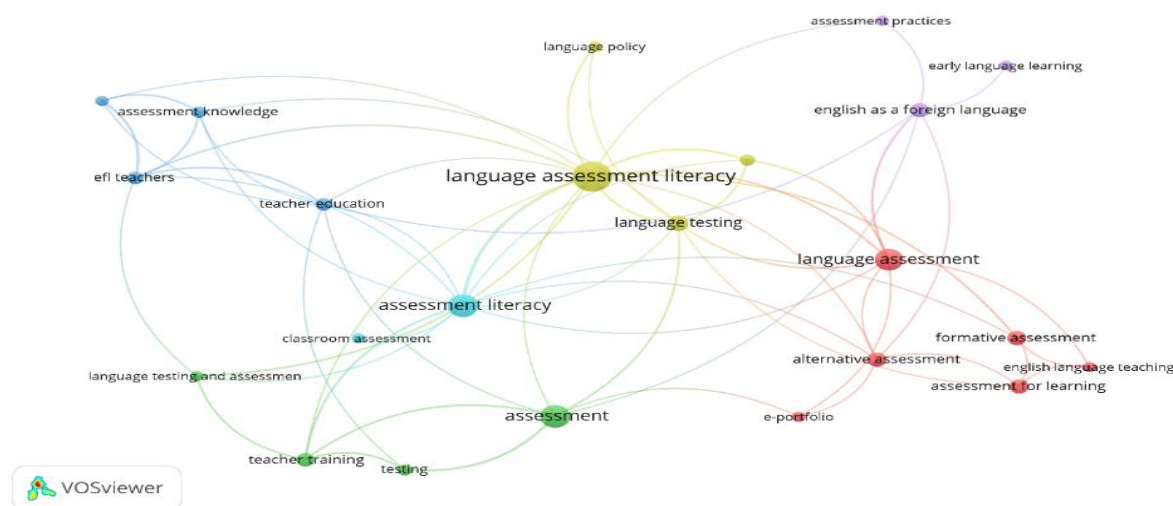 assessment practices
language policy
early language learning
assessment knowledge
english as a foreign language
language assessment literacy
efl teachers
teacher education
language testing
language assessment
assessment literacy
classroom assessment
formative assessment
alternative assessment
english language teaching
language testing and assessmen
assessment for learning
assessment
e-portfolio
teacher training
testing
VOSviewer